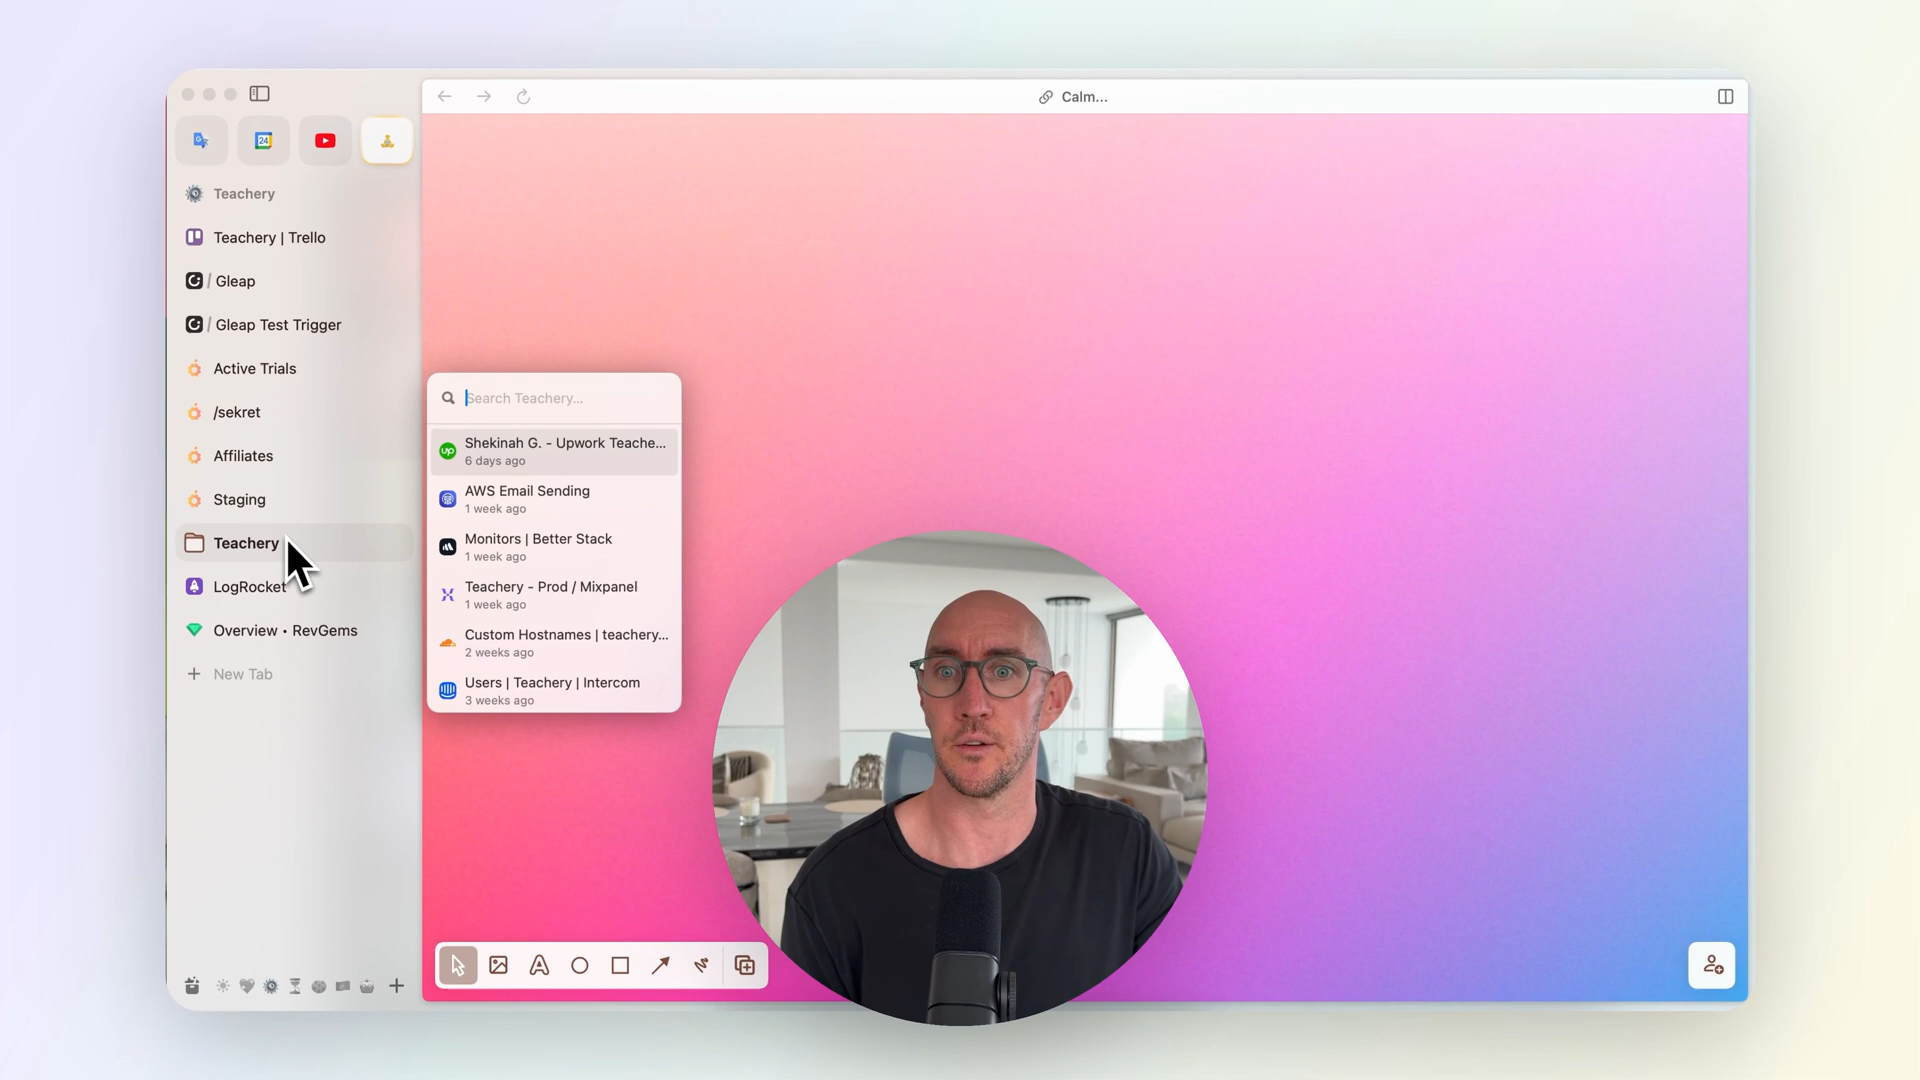 Calm...
24
Teachery
Teachery | Trello
/ Gleap
/ Gleap Test Trigger
Active Trials
/sekret
Affiliates
Staging
Teachery
LogRocket
Overview • RevGems
New Tab
Search Teachery...
Shekinah G. - Upwork Teache...
6 days ago
AWS Email Sending
1 week ago
Monitors | Better Stack
1 week ago
Teachery - Prod / Mixpanel
1 week ago
Custom Hostnames | teachery...
2 weeks ago
Users | Teachery | Intercom
3 weeks ago